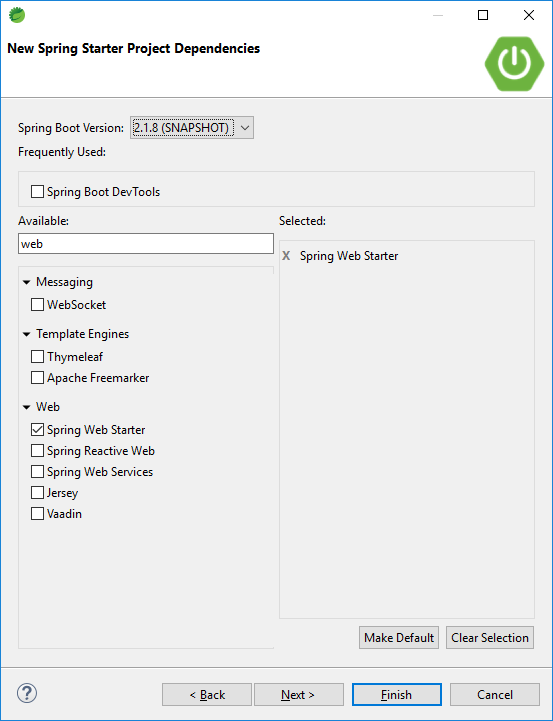 New Spring Starter Project Dependencies
Spring Boot Version: 2.1.8 (SNAPSHOT)
Frequently Used:
Spring Boot DevTools
Available:
Selected:
web
X Spring Web Starter
Messaging
WebSocket
Template Engines
Thymeleaf
Apache Freemarker
Web
Spring Web Starter
Spring Reactive Web
Spring Web Services
Jersey
Vaadin
Make Default
Clear Selection
?
< Back
Next >
Finish
Cancel